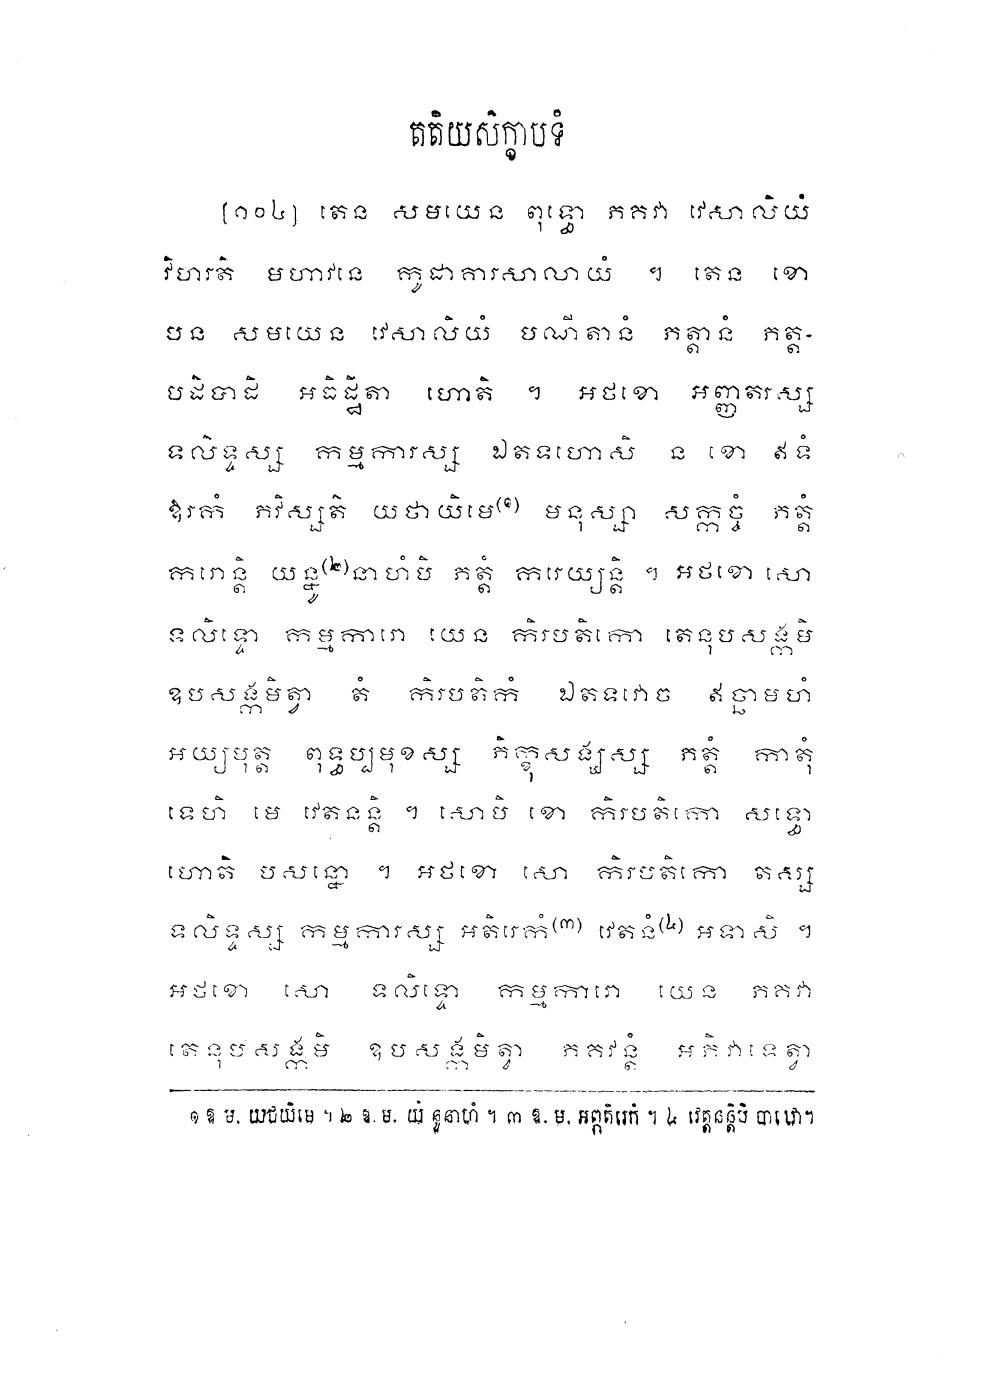 តតិយសិក្ខាបទំ
[១០៤] តេន សមយេន ពុទ្ធោ ភគវា វេសាលិយំ
វិហរតិ មហាវនេ កូដាគារសាលាយំ ។ តេន ខោ
បន សមយេន វេសាលិយំ បណីតានំ ភត្តានំ ភត្ត-
បដិបាដិ អធិដ្ឋិតា ហោតិ ។ អថខោ អញ្ញតរស្ស
ទលិទ្ទស្ស កម្មការស្ស ឯតទហោសិ ន ខោ ឥទំ
ឱរកំ ភវិស្សតិ យថាយិមេ(១) មនុស្សា សក្កច្ចំ ភត្តំ
ករោន្តិ យន្នូ(២)នាហំបិ ភត្តំ ករេយ្យន្តិ ។ អថខោ សោ
ទលិទ្ទោ កម្មការោ យេន កិរបតិកោ តេនុបសង្កមិ
ឧបសង្កមិត្វា តំ កិរបតិកំ ឯតទវោច ឥច្ឆាមហំ
អយ្យបុត្ត ពុទ្ធប្បមុខស្ស ភិក្ខុសង្ឃស្ស ភត្តំ កាតុំ
ទេហិ មេ វេតនន្តិ ។ សោបិ ខោ កិរបតិកោ សទ្ធោ
ហោតិ បសន្នោ ។ អថខោ សោ កិរបតិកោ តស្ស
ទលិទ្ទស្ស កម្មការស្ស អតិរេកំ(៣) វេតនំ(៤) អទាសិ ។
អថខោ សោ ទលិទ្ទោ កម្មការោ យេន ភគវា
តេនុបសង្កមិ ឧបសង្កមិត្វា ភគវន្តំ អភិវាទេត្វា
១ ឱ ម. យថយិមេ ។ ២ ឱ. ម. យំ នូនាហំ ។ ៣ ឱ. ម. អព្ភតិរេកំ ។ ៤ វេត្តនន្តិបិ បាឋោ។